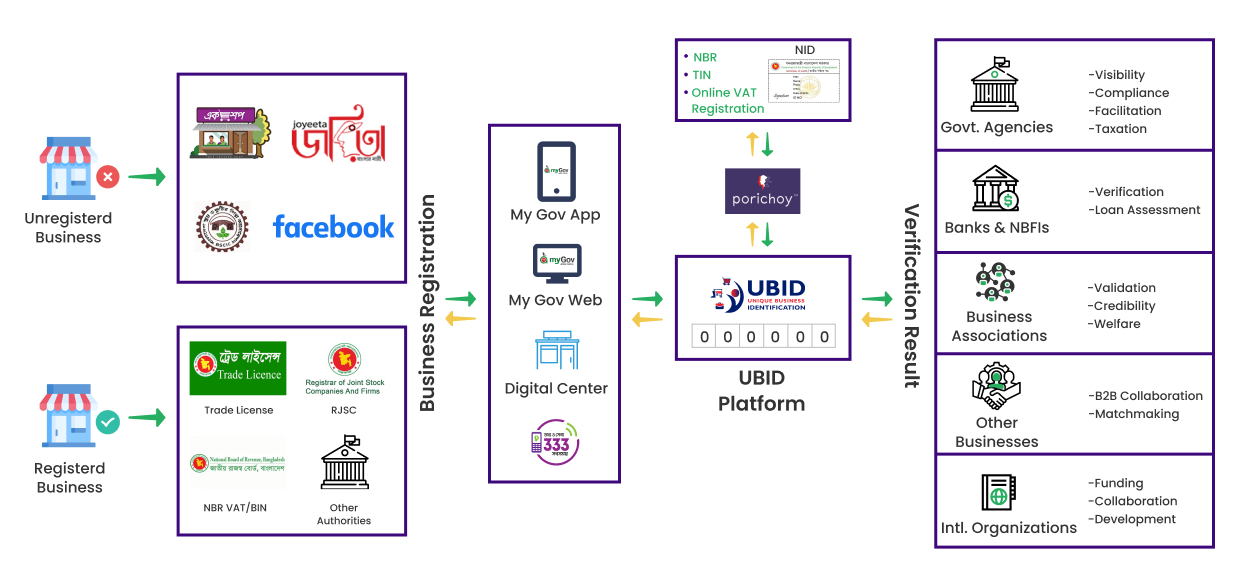 Unregisterd
Business
একশপ
joyeeta
জয়িতা
facebook
Registerd
Business
ট্রেড লাইসেন্স
Trade Licence
Trade License
Registrar of Joint Stock
Companies And Firms
RJSC
National Board of Revenue, Bangladesh
জাতীয় রাজস্ব বোর্ড, বাংলাদেশ
NBR VAT/BIN
Other
Authorities
Business Registration
myGov
My Gov App
myGov
My Gov Web
Digital Center
333
• NBR
• TIN
• Online VAT
Registration
NID
porichoy
UBID
UNIQUE BUSINESS
IDENTIFICATION
0 0 0 0 0 0
UBID
Platform
Verification Result
Govt. Agencies
-Visibility
-Compliance
-Facilitation
-Taxation
Banks & NBFIs
-Verification
-Loan Assessment
Business
Associations
-Validation
-Credibility
-Welfare
Other
Businesses
-B2B Collaboration
-Matchmaking
Intl. Organizations
-Funding
-Collaboration
-Development